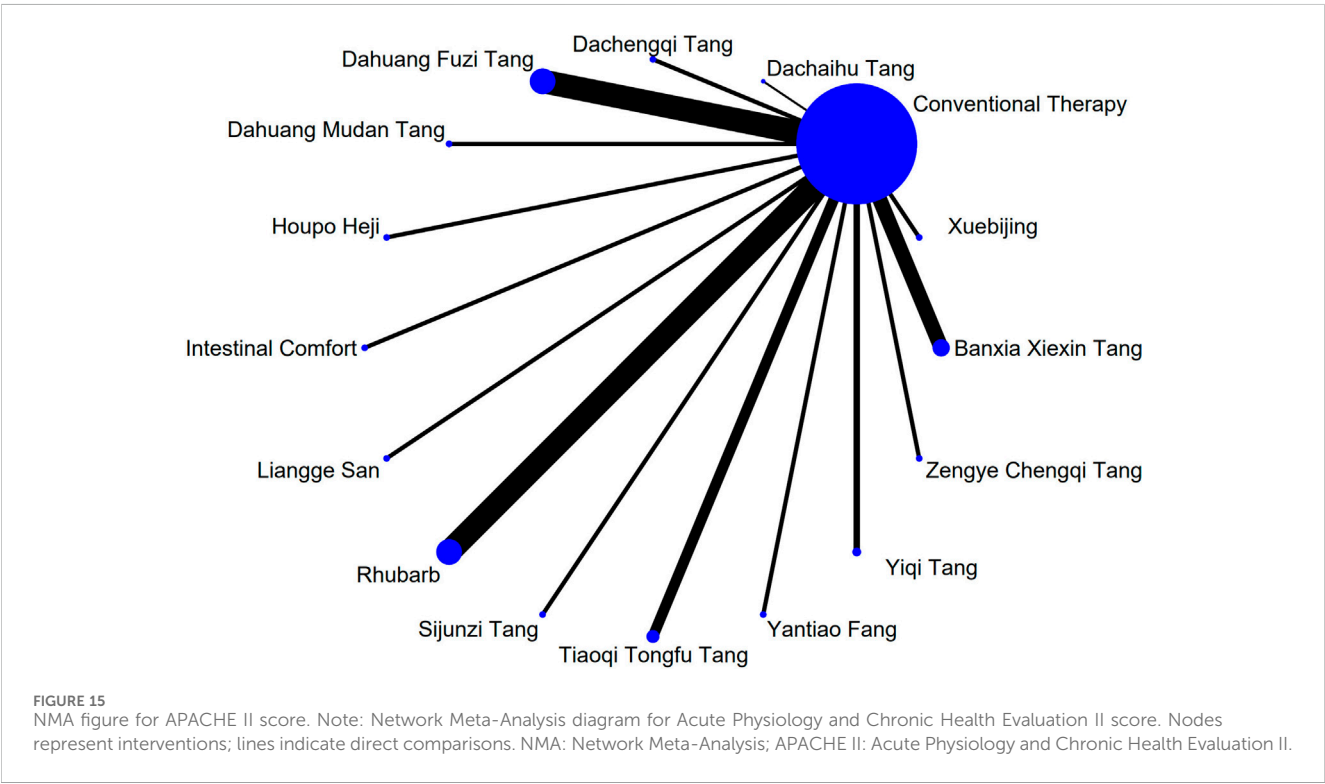 Dachengqi Tang
Dahuang Fuzi Tang
Dachaihu Tang
Conventional Therapy
Dahuang Mudan Tang
Houpo Heji
Xuebijing
Intestinal Comfort
Banxia Xiexin Tang
Liangge San
Zengye Chengqi Tang
Rhubarb
Yiqi Tang
Sijunzi Tang
Yantiao Fang
Tiaoqi Tongfu Tang
FIGURE 15
NMA figure for APACHE II score. Note: Network Meta-Analysis diagram for Acute Physiology and Chronic Health Evaluation II score. Nodes
represent interventions; lines indicate direct comparisons. NMA: Network Meta-Analysis; APACHE II: Acute Physiology and Chronic Health Evaluation II.